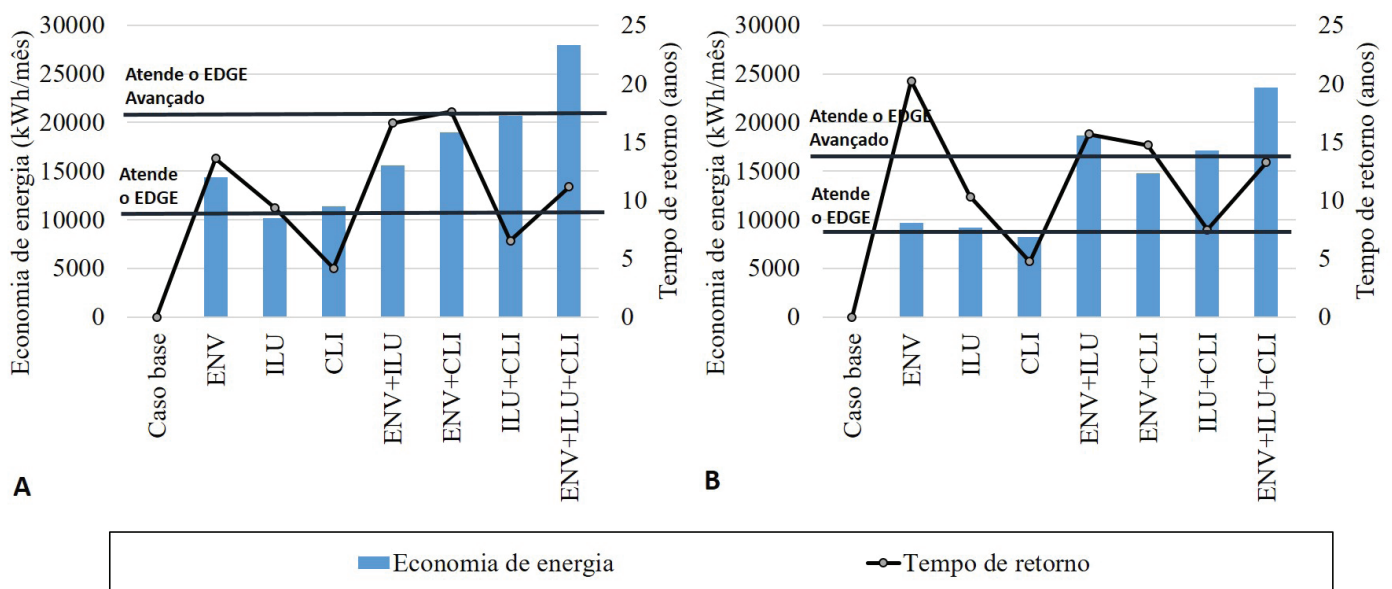 Economia de energia (kWh/mês)
30000
25000
20000
15000
10000
5000
0
Atende o EDGE
Avançado
Atende
o EDGE
25
20
15
10
5
0
Tempo de retorno (anos)
Caso base
ENV
ILU
CLI
ENV+ILU
ENV+CLI
ILU+CLI
ENV+ILU+CLI
A
Economia de energia (kWh/mês)
30000
25000
20000
15000
10000
5000
0
Atende o EDGE
Avançado
Atende
o EDGE
25
20
15
10
5
0
Tempo de retorno (anos)
Caso base
ENV
ILU
CLI
ENV+ILU
ENV+CLI
ILU+CLI
ENV+ILU+CLI
B
Economia de energia
Tempo de retorno